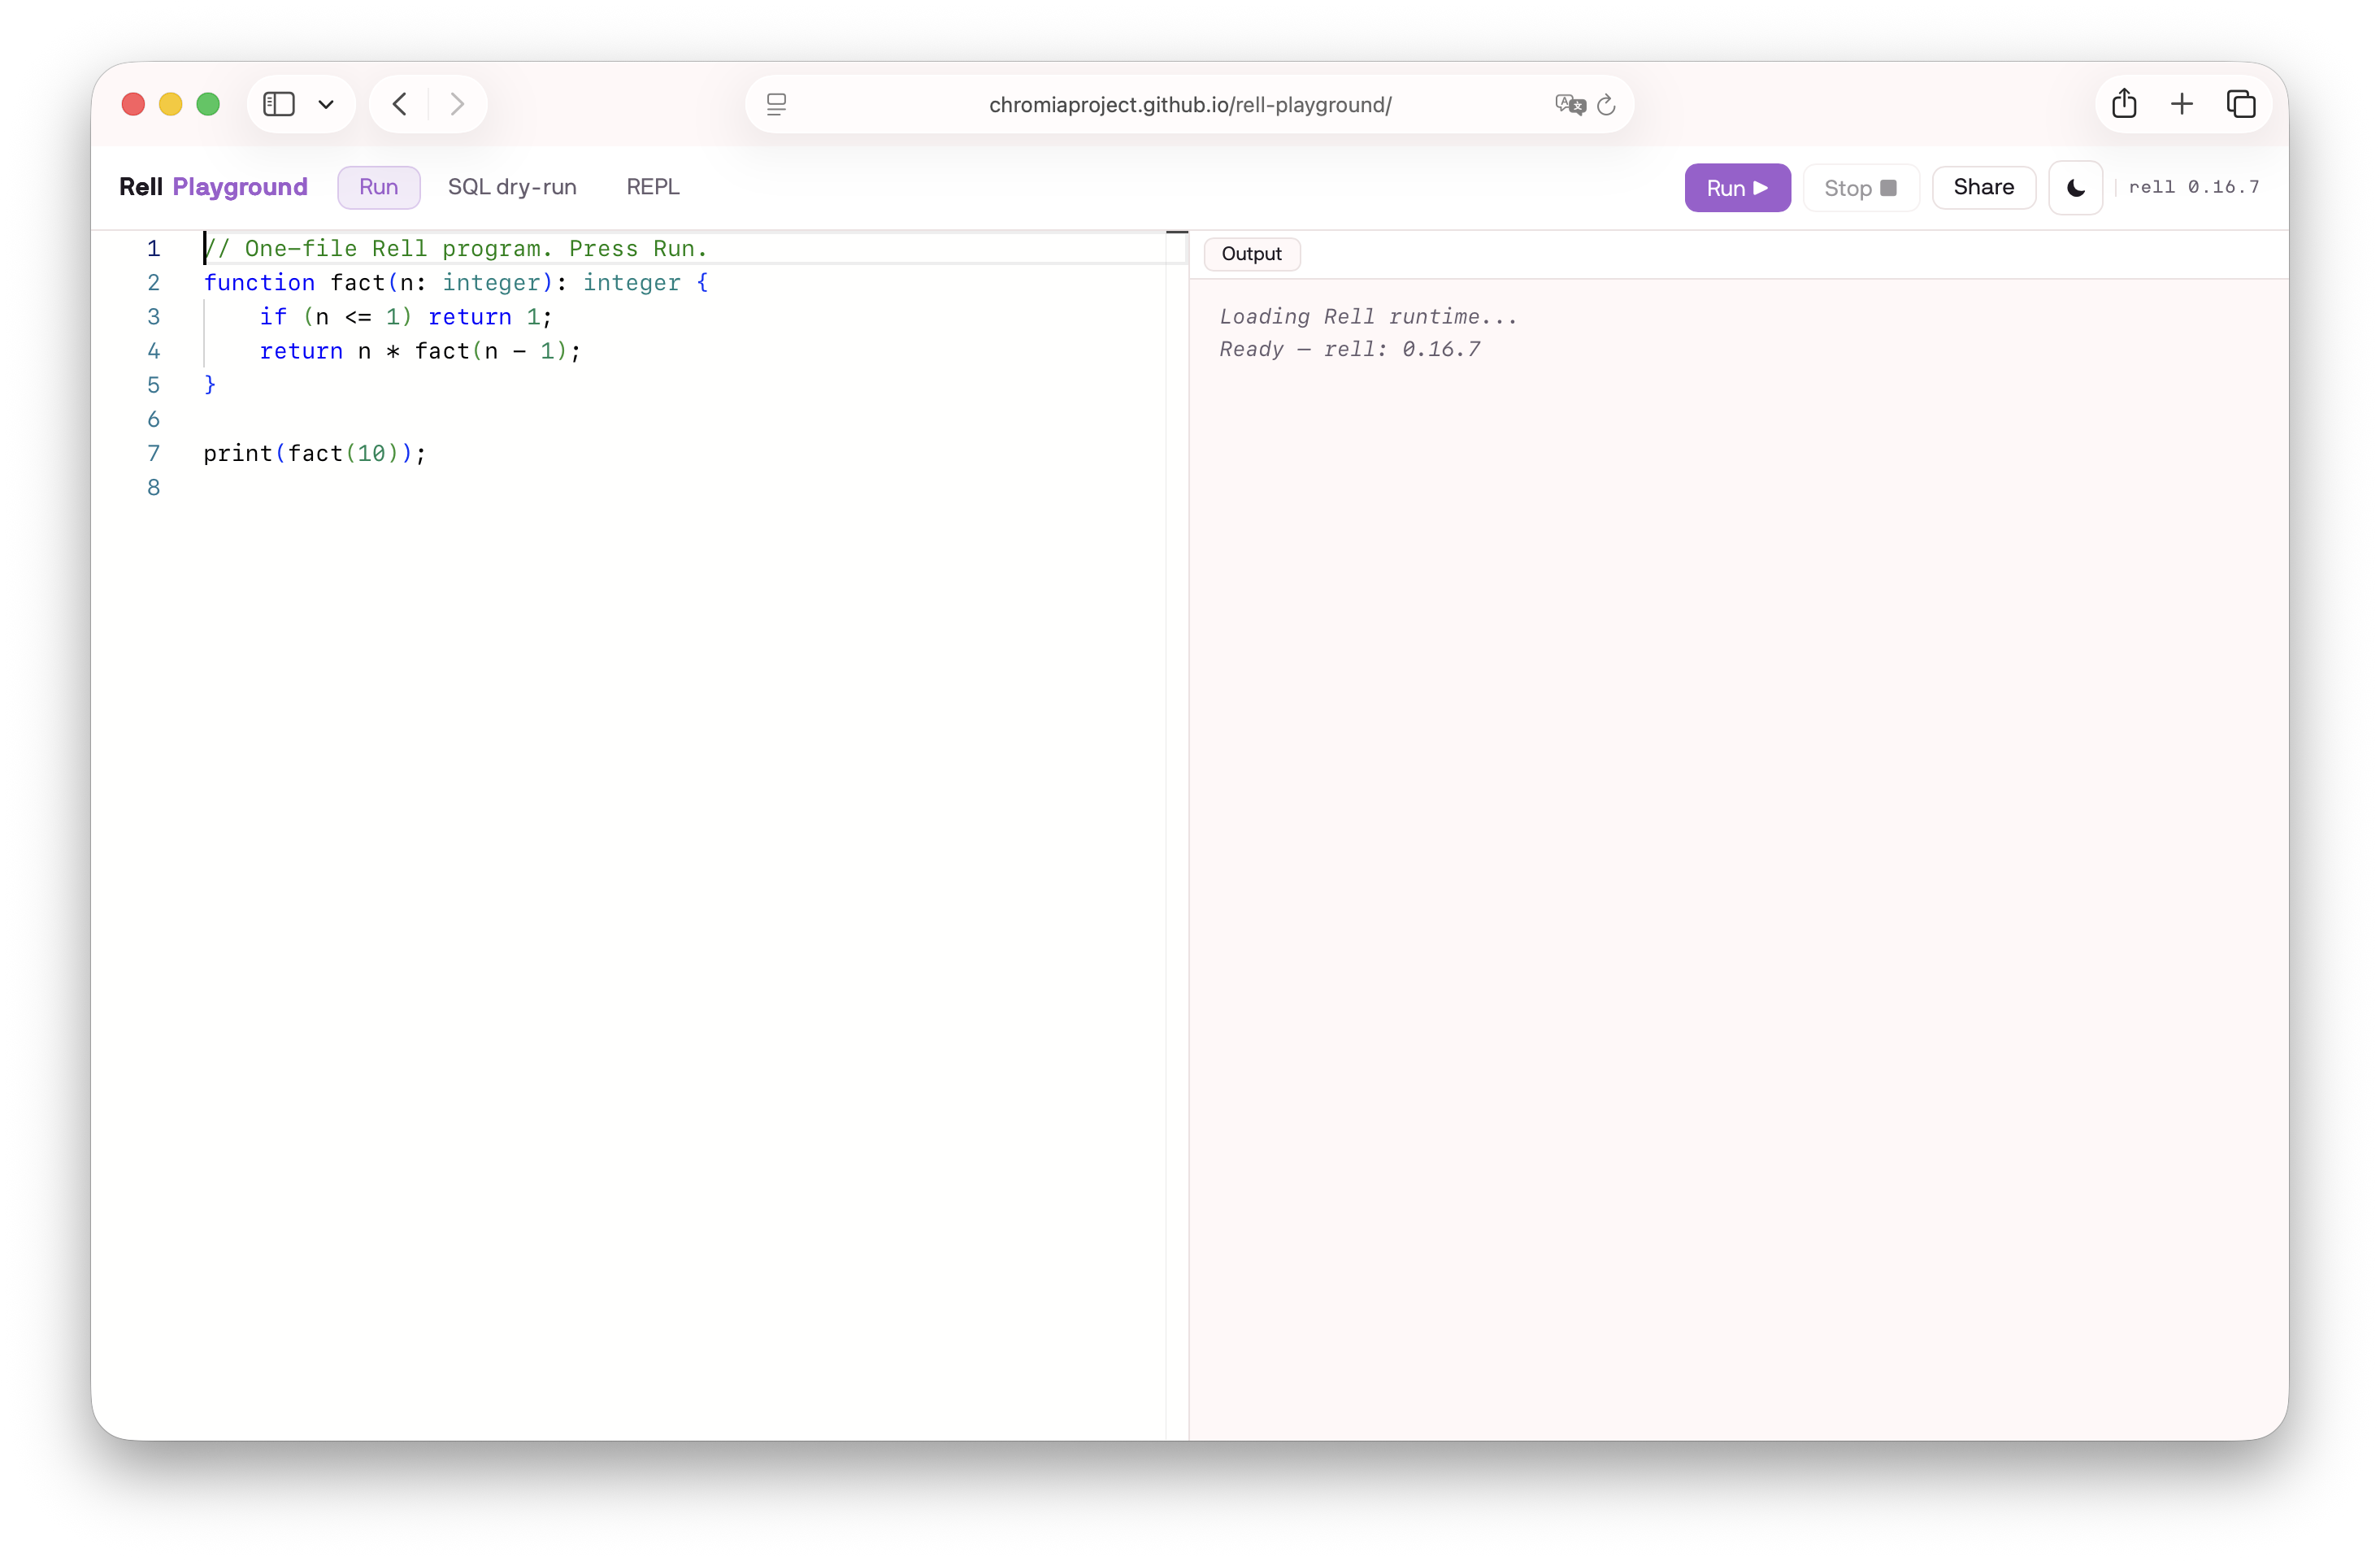 chromiaproject.github.io/rell-playground/
Rell Playground Run SQL dry-run REPL Run Stop Share rell 0.16.7
1 // One-file Rell program. Press Run.
2 function fact(n: integer): integer {
3 if (n <= 1) return 1;
4 return n * fact(n - 1);
5 }
6
7 print(fact(10));
8
Output
Loading Rell runtime...
Ready — rell: 0.16.7